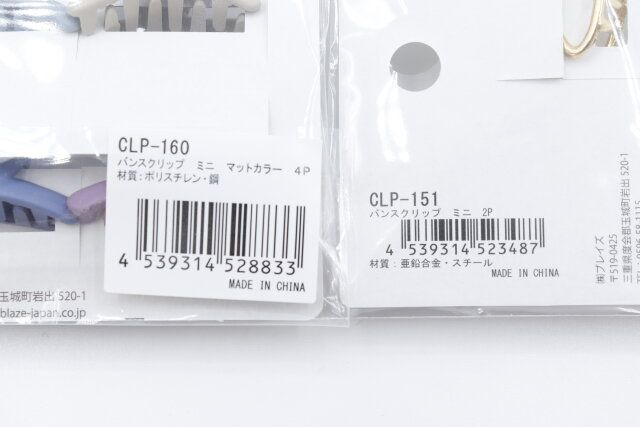 CLP-160
バンスクリップ ミニ マットカラー 4P
材質：ポリスチレン・鋼
4 539314 528833
MADE IN CHINA
玉城町岩出 520-1
blaze-japan.co.jp
CLP-151
バンスクリップ ミニ 2P
4 539314 523487
材質：亜鉛合金・スチール
MADE IN CHINA
㈱ブレイズ
〒519-0425
三重県度会郡玉城町岩出 520-1